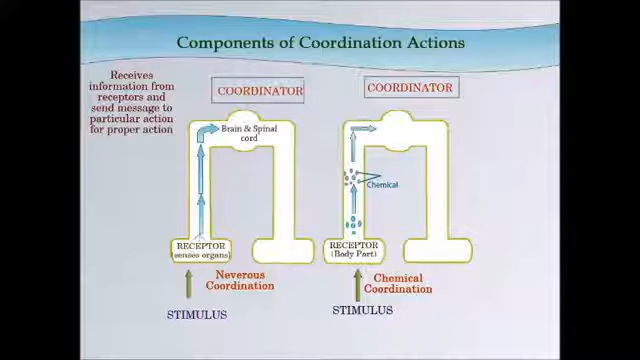 Components of Coordination Actions
Receives
information from
receptors and
send message to
particular action
for proper action
COORDINATOR
Brain & Spinal
cord
RECEPTOR
(senses organs)
Neverous
Coordination
STIMULUS
COORDINATOR
Chemical
RECEPTOR
(Body Part)
Chemical
Coordination
STIMULUS